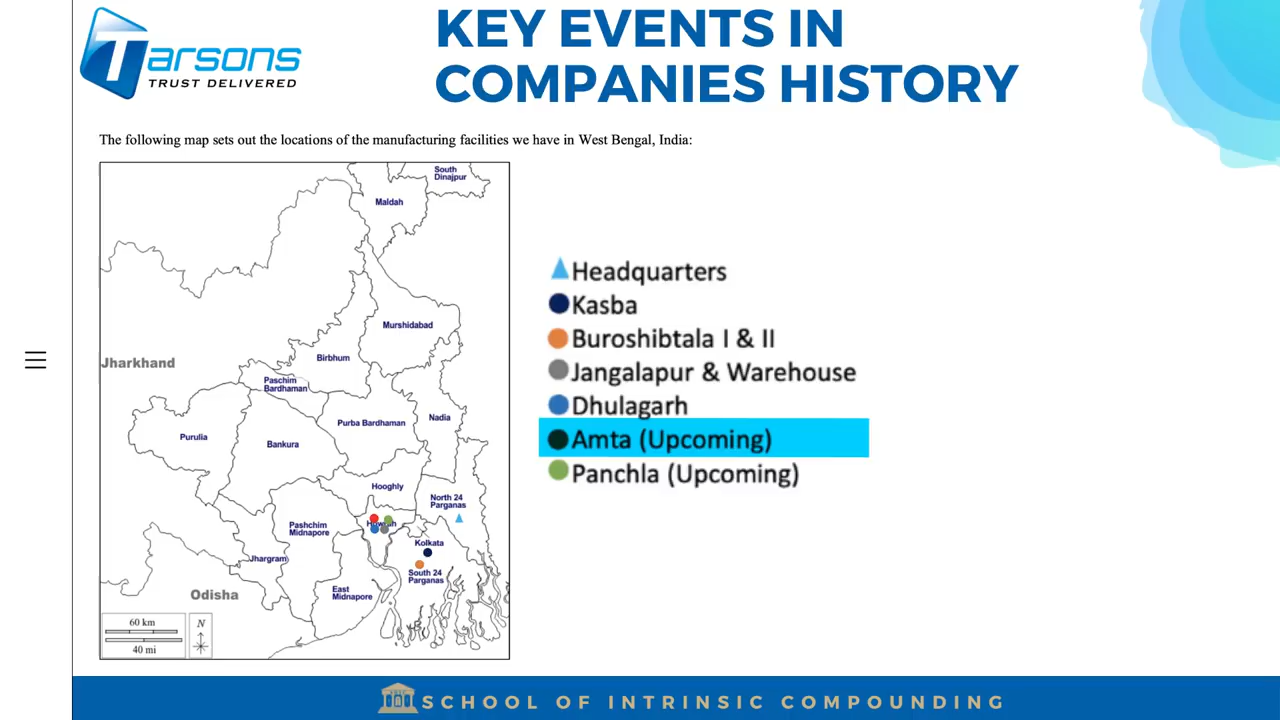 Tarsons
TRUST DELIVERED
KEY EVENTS IN
COMPANIES HISTORY
The following map sets out the locations of the manufacturing facilities we have in West Bengal, India:
South
Dinajpur
Maldah
Murshidabad
Birbhum
Jharkhand
Paschim
Bardhaman
Purba Bardhaman
Nadia
Purulia
Bankura
Hooghly
North 24
Parganas
Howrah
Pashchim
Midnapore
Kolkata
Jhargram
South 24
Parganas
East
Midnapore
Odisha
60 km
40 mi
N
Headquarters
Kasba
Buroshibtala I & II
Jangalapur & Warehouse
Dhulagarh
Amta (Upcoming)
Panchla (Upcoming)
SCHOOL OF INTRINSIC COMPOUNDING